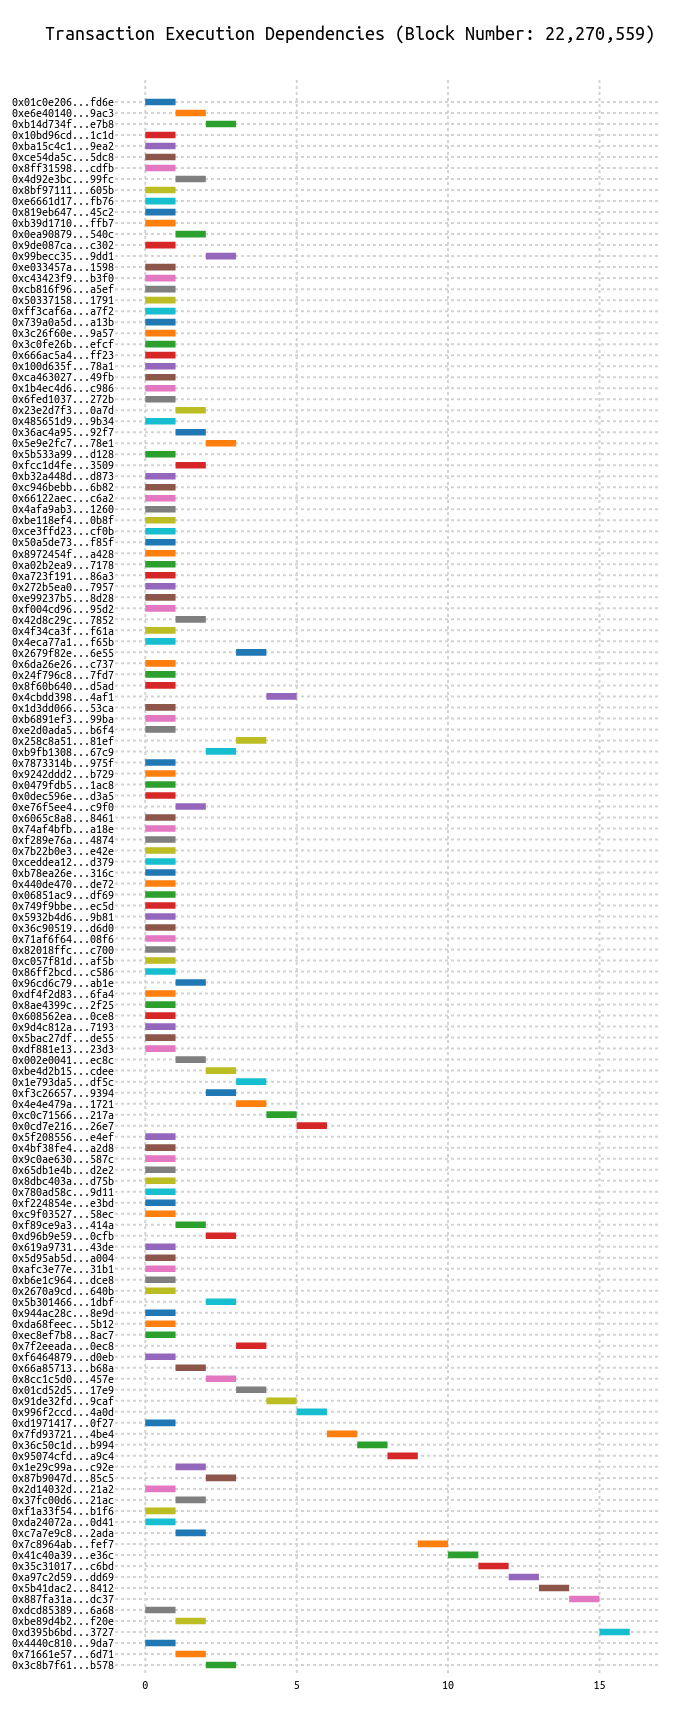 Transaction Execution Dependencies (Block Number: 22,270,559)
0x01c0e206...fd6e
0xe6e40140...9ac3
0xb14d734f...e7b8
0x10bd96cd...1c1d
0xba15c4c1...9ea2
0xce54da5c...5dc8
0x8ff31598...cdfb
0x4d92e3bc...99fc
0x8bf97111...605b
0xe6661d17...fb76
0x819eb647...45c2
0xb39d1710...ffb7
0x0ea90879...540c
0x9de087ca...c302
0x99becc35...9dd1
0xe033457a...1598
0xc43423f9...b3f0
0xcb816f96...a5ef
0x50337158...1791
0xff3caf6a...a7f2
0x739a0a5d...a13b
0x3c26f60e...9a57
0x3c0fe26b...efcf
0x666ac5a4...ff23
0x100d635f...78a1
0xca463027...49fb
0x1b4ec4d6...c986
0x6fed1037...272b
0x23e2d7f3...0a7d
0x485651d9...9b34
0x36ac4a95...92f7
0x5e9e2fc7...78e1
0x5b533a99...d128
0xfcc1d4fe...3509
0xb32a448d...d873
0xc946bebb...6b82
0x66122aec...c6a2
0x4afa9ab3...1260
0xbe118ef4...0b8f
0xce3ffd23...cf0b
0x50a5de73...f85f
0x8972454f...a428
0xa02b2ea9...7178
0xa723f191...86a3
0x272b5ea0...7957
0xe99237b5...8d28
0xf004cd96...95d2
0x42d8c29c...7852
0x4f34ca3f...f61a
0x4eca77a1...f65b
0x2679f82e...6e55
0x6da26e26...c737
0x24f796c8...7fd7
0x8f60b640...d5ad
0x4cbdd398...4af1
0x1d3dd066...53ca
0xb6891ef3...99ba
0xe2d0ada5...b6f4
0x258c8a51...81ef
0xb9fb1308...67c9
0x7873314b...975f
0x9242ddd2...b729
0x0479fdb5...1ac8
0x0dec596e...d3a5
0xe76f5ee4...c9f0
0x6065c8a8...8461
0x74af4bfb...a18e
0xf289e76a...4874
0x7b22b0e3...e42e
0xceddea12...d379
0xb78ea26e...316c
0x440de470...de72
0x06851ac9...df69
0x749f9bbe...ec5d
0x5932b4d6...9b81
0x36c90519...d6d0
0x71af6f64...08f6
0x82018ffc...c700
0xc057f81d...af5b
0x86ff2bcd...c586
0x96cd6c79...ab1e
0xdf4f2d83...6fa4
0x8ae4399c...2f25
0x608562ea...0ce8
0x9d4c812a...7193
0x5bac27df...de55
0xdf881e13...23d3
0x002e0041...ec8c
0xbe4d2b15...cdee
0x1e793da5...df5c
0xf3c26657...9394
0x4e4e479a...1721
0xc0c71566...217a
0x0cd7e216...26e7
0x5f208556...e4ef
0x4bf38fe4...a2d8
0x9c0ae630...587c
0x65db1e4b...d2e2
0x8dbc403a...d75b
0x780ad58c...9d11
0xf224854e...e3bd
0xc9f03527...58ec
0xf89ce9a3...414a
0xd96b9e59...0cfb
0x619a9731...43de
0x5d95ab5d...a004
0xafc3e77e...31b1
0xb6e1c964...dce8
0x2670a9cd...640b
0x5b301466...1dbf
0x944ac28c...8e9d
0xda68feec...5b12
0xec8ef7b8...8ac7
0x7f2eeada...0ec8
0xf6464879...d0eb
0x66a85713...b68a
0x8cc1c5d0...457e
0x01cd52d5...17e9
0x91de32fd...9caf
0x996f2ccd...4a0d
0xd1971417...0f27
0x7fd93721...4be4
0x36c50c1d...b994
0x95074cfd...a9c4
0x1e29c99a...c92e
0x87b9047d...85c5
0x2d14032d...21a2
0x37fc00d6...21ac
0xf1a33f54...b1f6
0xda24072a...0d41
0xc7a7e9c8...2ada
0x7c8964ab...fef7
0x41c40a39...e36c
0x35c31017...c6bd
0xa97c2d59...dd69
0x5b41dac2...8412
0x887fa31a...dc37
0xdcd85389...6a68
0xbe89d4b2...f20e
0xd395b6bd...3727
0x4440c810...9da7
0x71661e57...6d71
0x3c8b7f61...b578
0 5 10 15